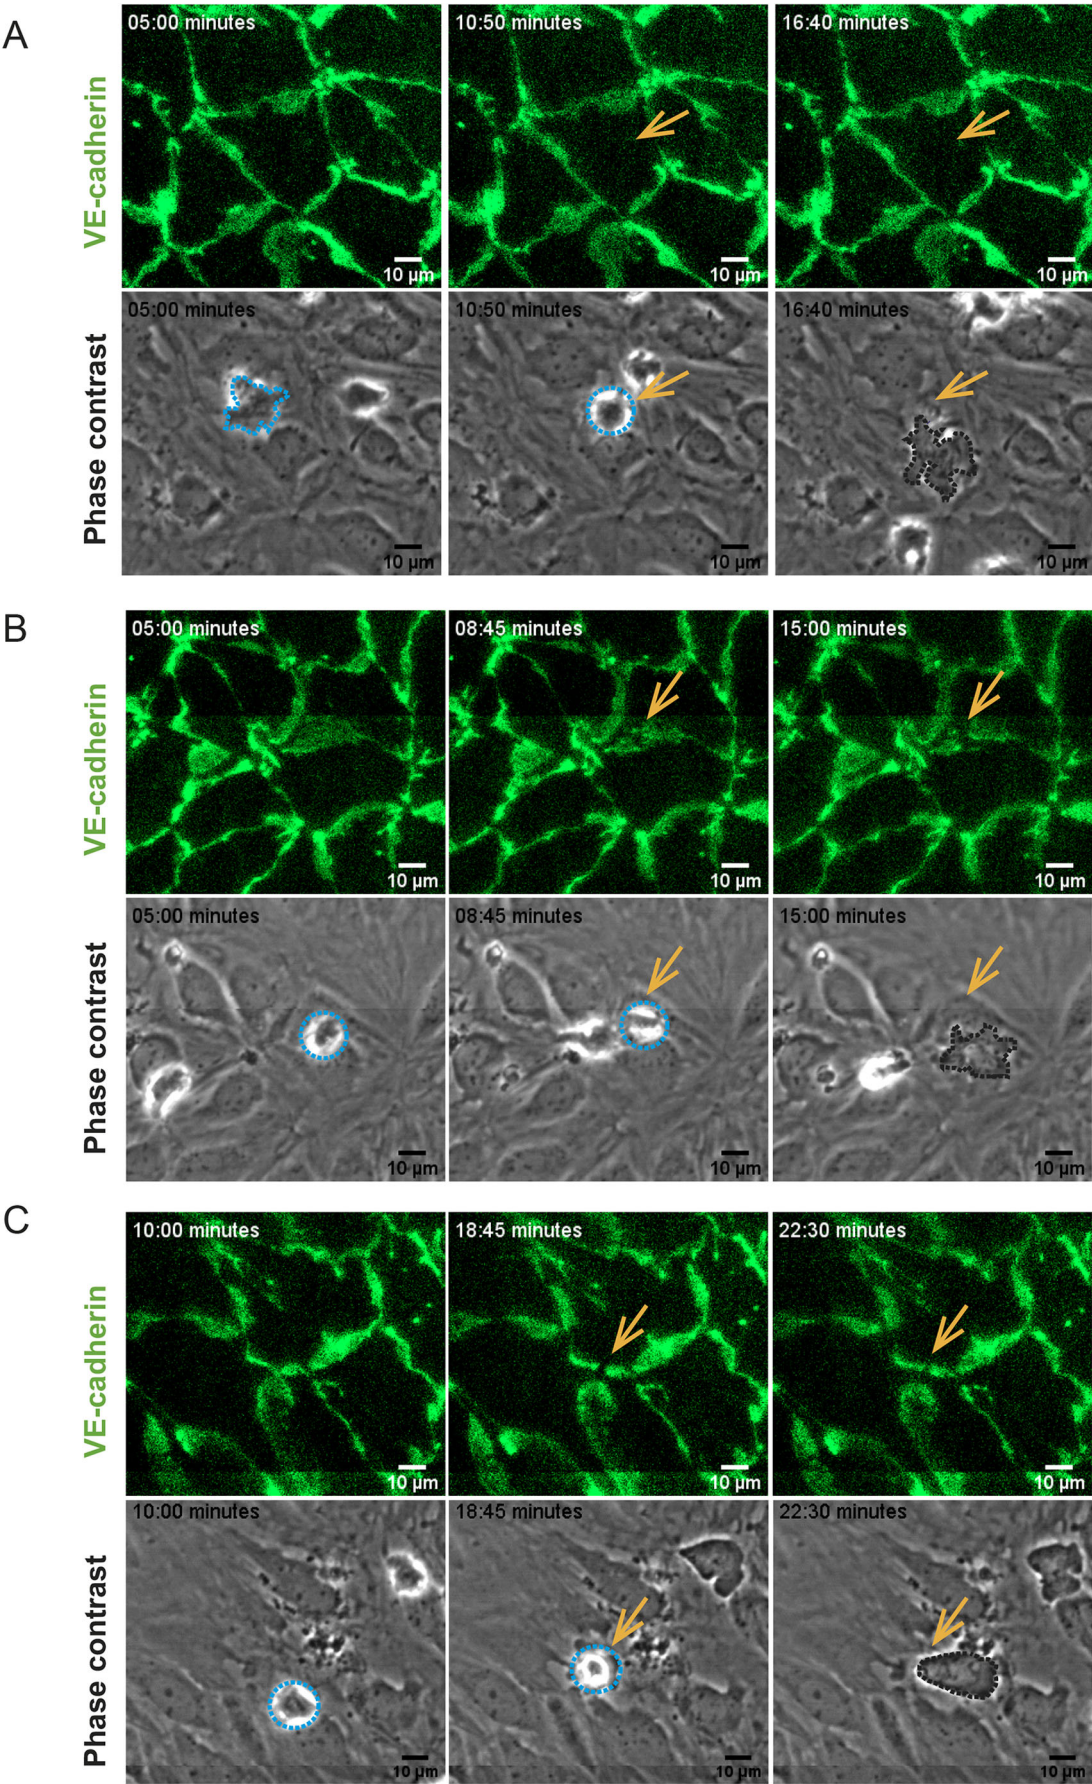 A
VE-cadherin
05:00 minutes
10 µm
10:50 minutes
10 µm
16:40 minutes
10 µm
Phase contrast
05:00 minutes
10 µm
10:50 minutes
10 µm
16:40 minutes
10 µm
B
VE-cadherin
05:00 minutes
10 µm
08:45 minutes
10 µm
15:00 minutes
10 µm
Phase contrast
05:00 minutes
10 µm
08:45 minutes
10 µm
15:00 minutes
10 µm
C
VE-cadherin
10:00 minutes
10 µm
18:45 minutes
10 µm
22:30 minutes
10 µm
Phase contrast
10:00 minutes
10 µm
18:45 minutes
10 µm
22:30 minutes
10 µm